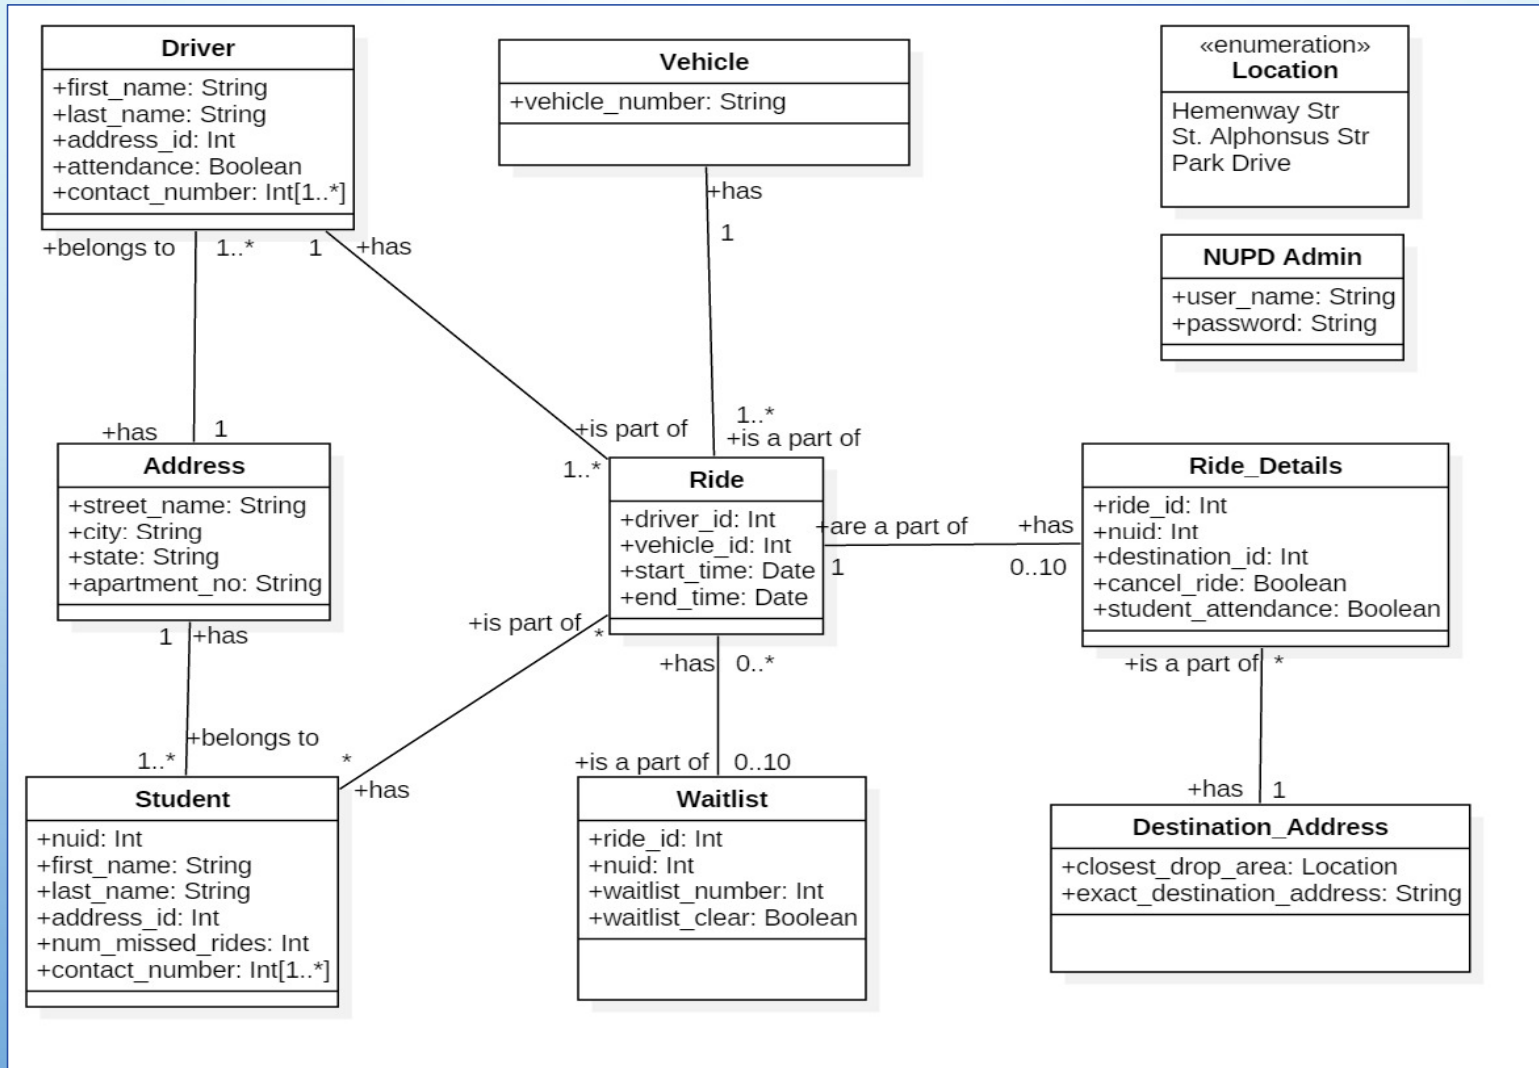 Driver
+first_name: String
+last_name: String
+address_id: Int
+attendance: Boolean
+contact_number: Int[1..*]
Vehicle
+vehicle_number: String
«enumeration»
Location
Hemenway Str
St. Alphonsus Str
Park Drive
NUPD Admin
+user_name: String
+password: String
+belongs to
1..*
1
+has
+has
1
+has
1
+is part of
1..*
1..*
+is a part of
Address
+street_name: String
+city: String
+state: String
+apartment_no: String
Ride
+driver_id: Int
+vehicle_id: Int
+start_time: Date
+end_time: Date
+are a part of
1
+has
0..10
Ride_Details
+ride_id: Int
+nuid: Int
+destination_id: Int
+cancel_ride: Boolean
+student_attendance: Boolean
1
+has
+belongs to
1..*
+is part of
*
*
+has
+has
0..*
+is a part of
0..10
+is a part of
*
+has
1
Student
+nuid: Int
+first_name: String
+last_name: String
+address_id: Int
+num_missed_rides: Int
+contact_number: Int[1..*]
Waitlist
+ride_id: Int
+nuid: Int
+waitlist_number: Int
+waitlist_clear: Boolean
Destination_Address
+closest_drop_area: Location
+exact_destination_address: String